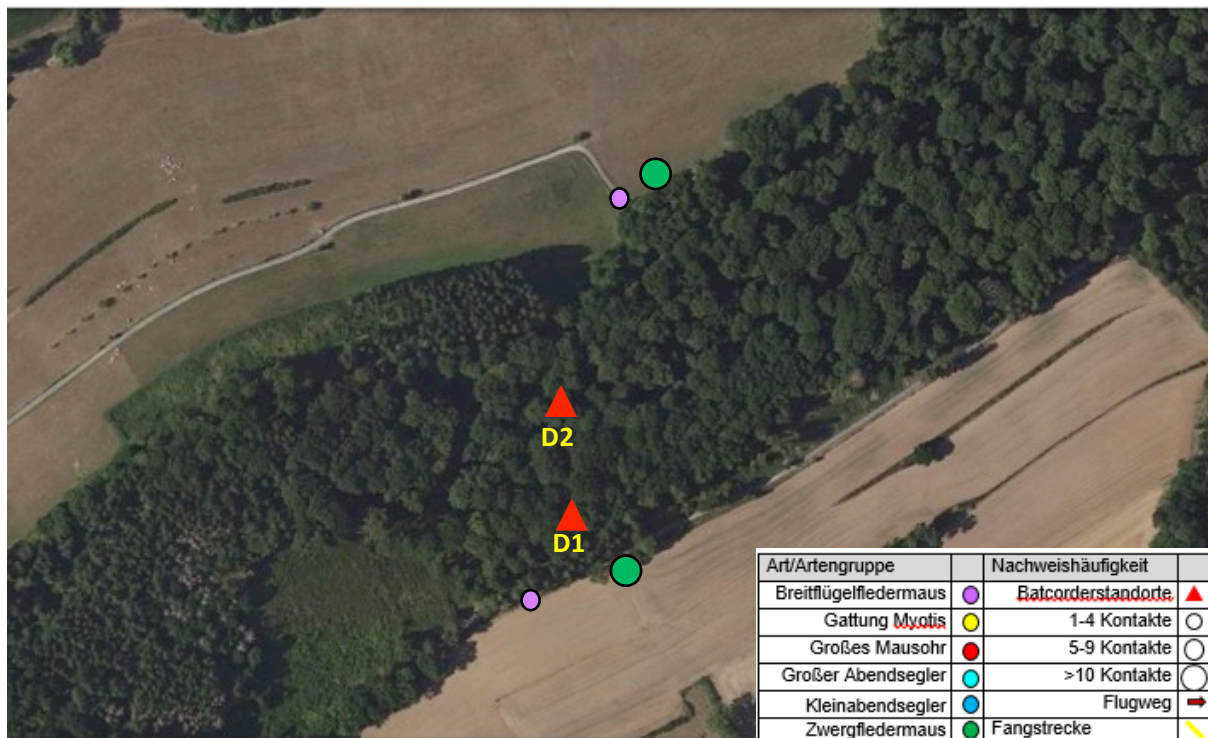 D2
D1
Art/Artengruppe Nachweishäufigkeit
Breitflügelfledermaus Batcorderstandorte
Gattung Myotis 1-4 Kontakte
Großes Mausohr 5-9 Kontakte
Großer Abendsegler >10 Kontakte
Kleinabendsegler Flugweg
Zwergfledermaus Fangstrecke